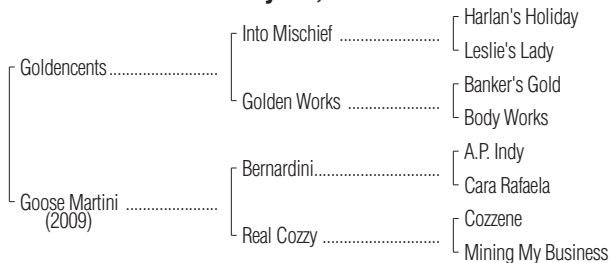 Harlan's Holiday
Into Mischief ....................
Leslie's Lady
Goldencents......................
Banker's Gold
Golden Works ..................
Body Works
A.P. Indy
Bernardini.........................
Cara Rafaela
Goose Martini ..................
(2009)
Cozzene
Real Cozzy ......................
Mining My Business